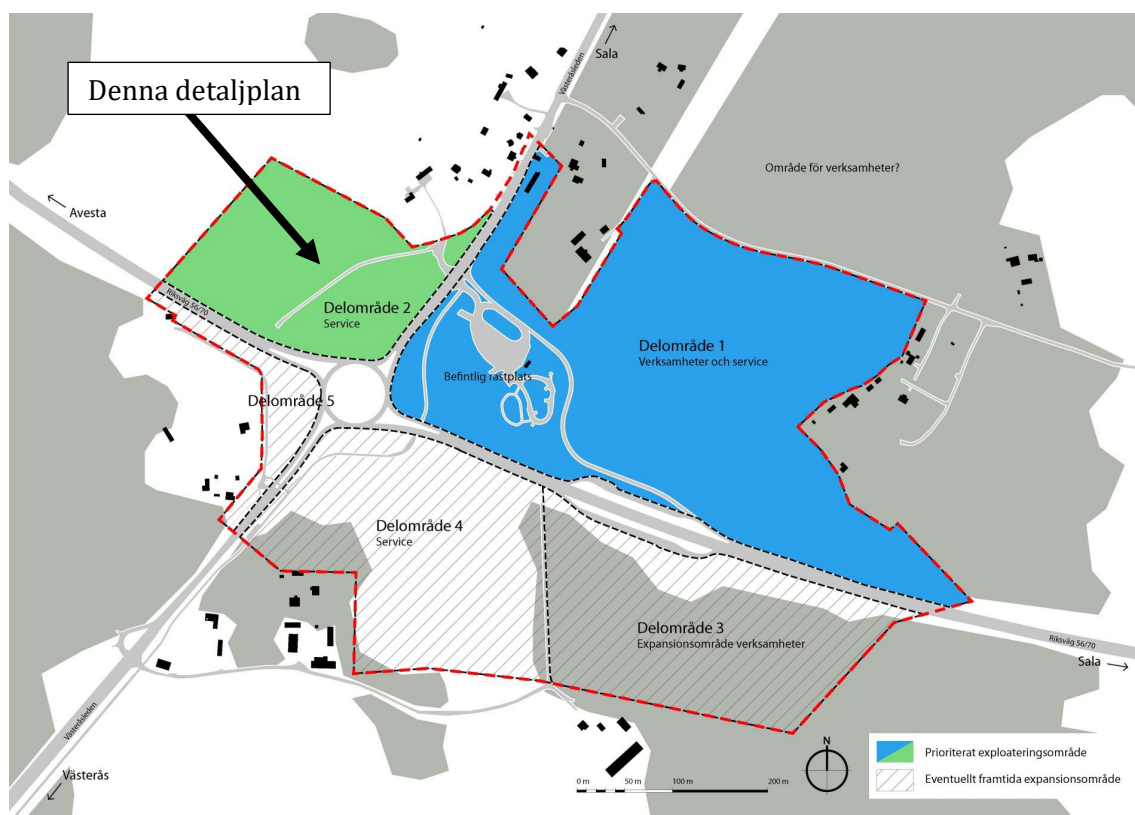 Denna detaljplan
Sala
Västeråsleden
Område för verksamheter?
Avesta
Riksväg 56/70
Delområde 2
Service
Delområde 1
Verksamheter och service
Befintlig rastplats
Delområde 5
Delområde 4
Service
Delområde 3
Expansionsområde verksamheter
Riksväg 56/70
Sala
Västeråsleden
Västerås
N
0 m 50 m 100 m 200 m
Prioriterat exploateringsområde
Eventuellt framtida expansionsområde